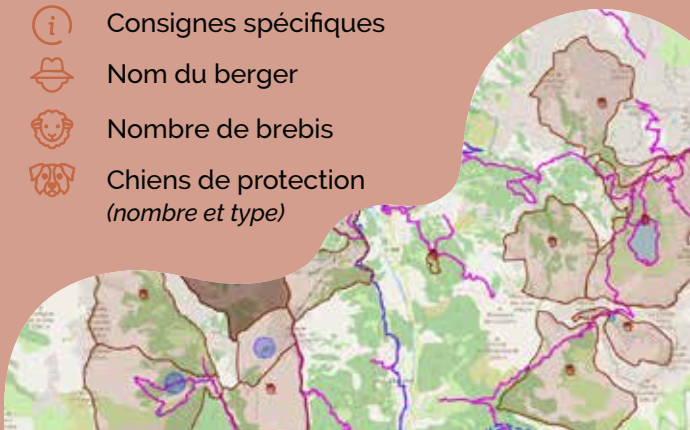 Consignes spécifiques
Nom du berger
Nombre de brebis
Chiens de protection
(nombre et type)